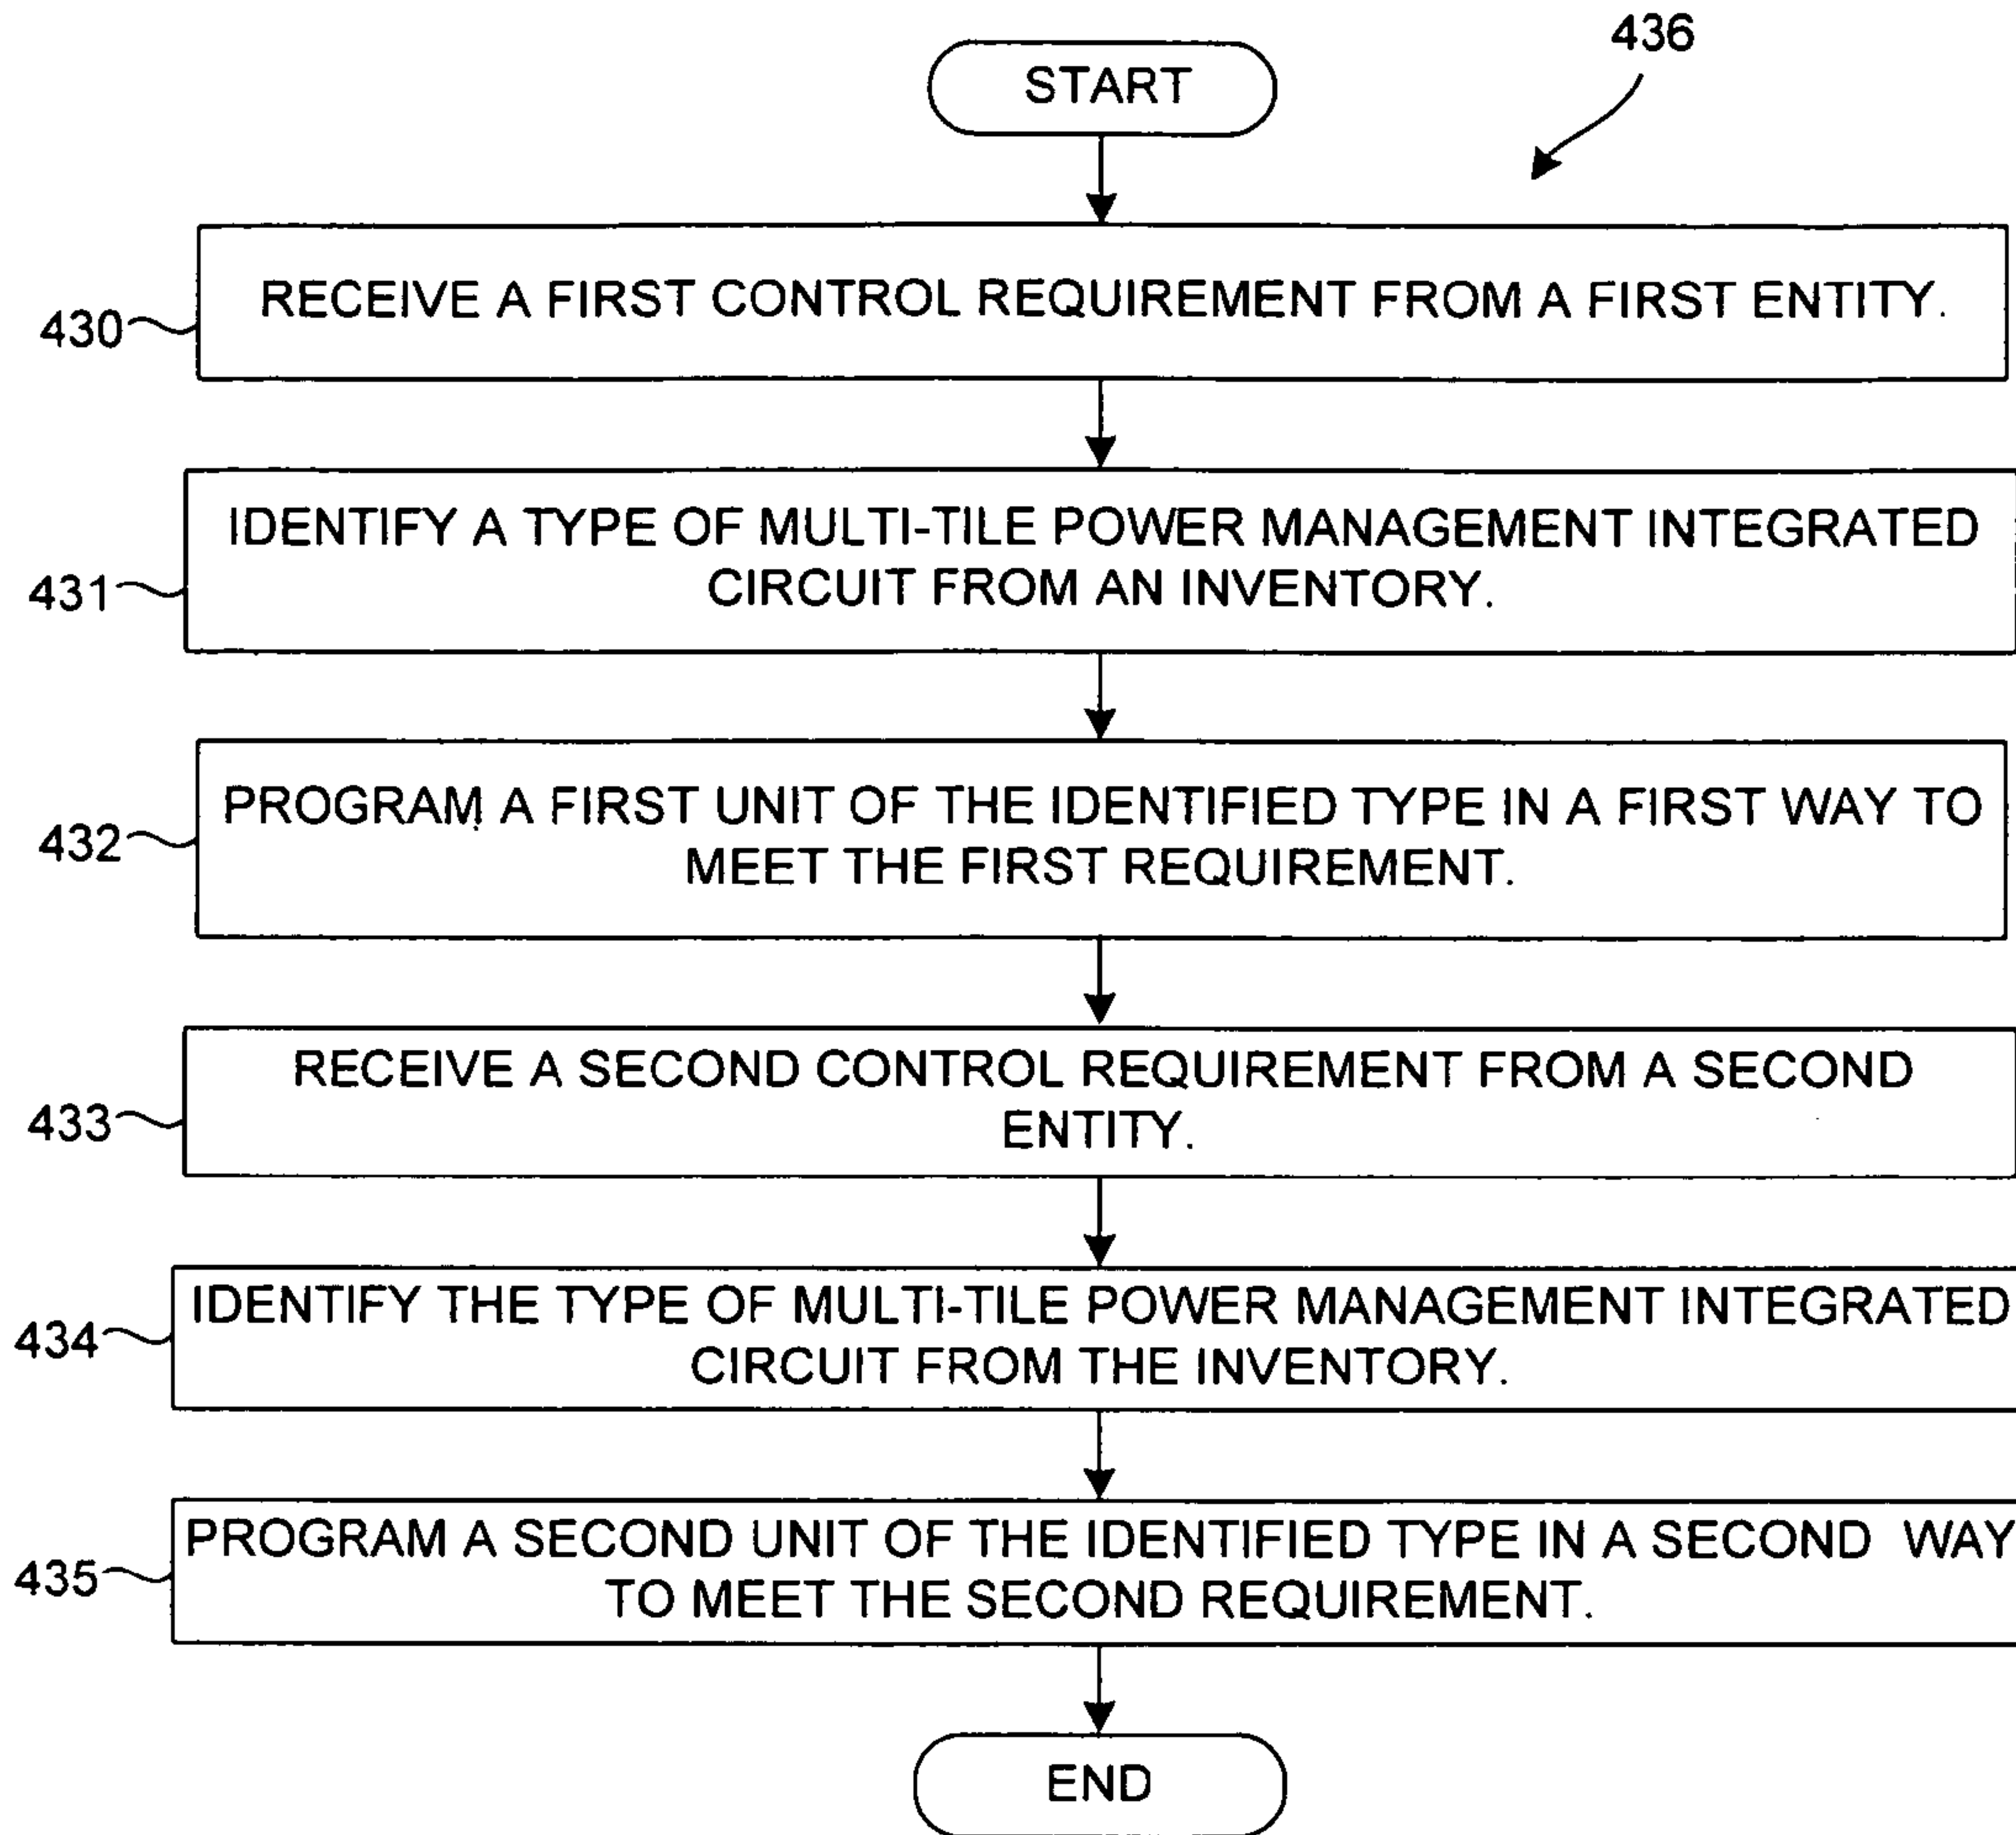 436
START
430
RECEIVE A FIRST CONTROL REQUIREMENT FROM A FIRST ENTITY.
431
IDENTIFY A TYPE OF MULTI-TILE POWER MANAGEMENT INTEGRATED
CIRCUIT FROM AN INVENTORY.
432
PROGRAM A FIRST UNIT OF THE IDENTIFIED TYPE IN A FIRST WAY TO
MEET THE FIRST REQUIREMENT.
433
RECEIVE A SECOND CONTROL REQUIREMENT FROM A SECOND
ENTITY.
434
IDENTIFY THE TYPE OF MULTI-TILE POWER MANAGEMENT INTEGRATED
CIRCUIT FROM THE INVENTORY.
435
PROGRAM A SECOND UNIT OF THE IDENTIFIED TYPE IN A SECOND WAY
TO MEET THE SECOND REQUIREMENT.
END